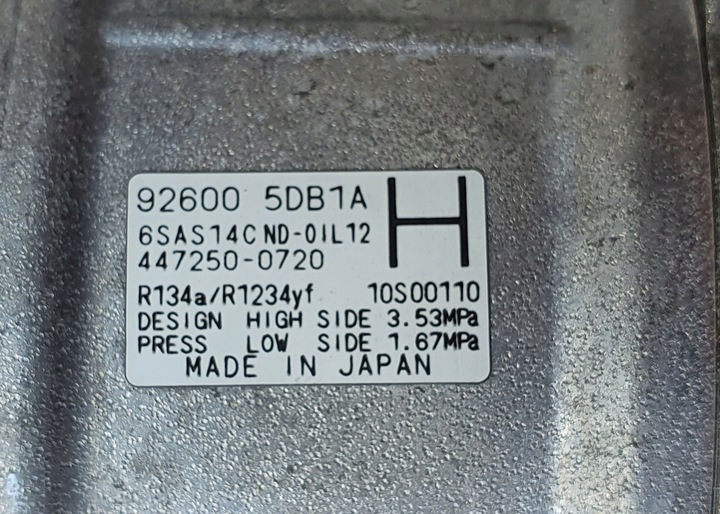 92600 5DB1A H
6SAS14C ND-OIL12
447250-0720
R134a/R1234yf 10S00110
DESIGN HIGH SIDE 3.53MPa
PRESS LOW SIDE 1.67MPa
MADE IN JAPAN